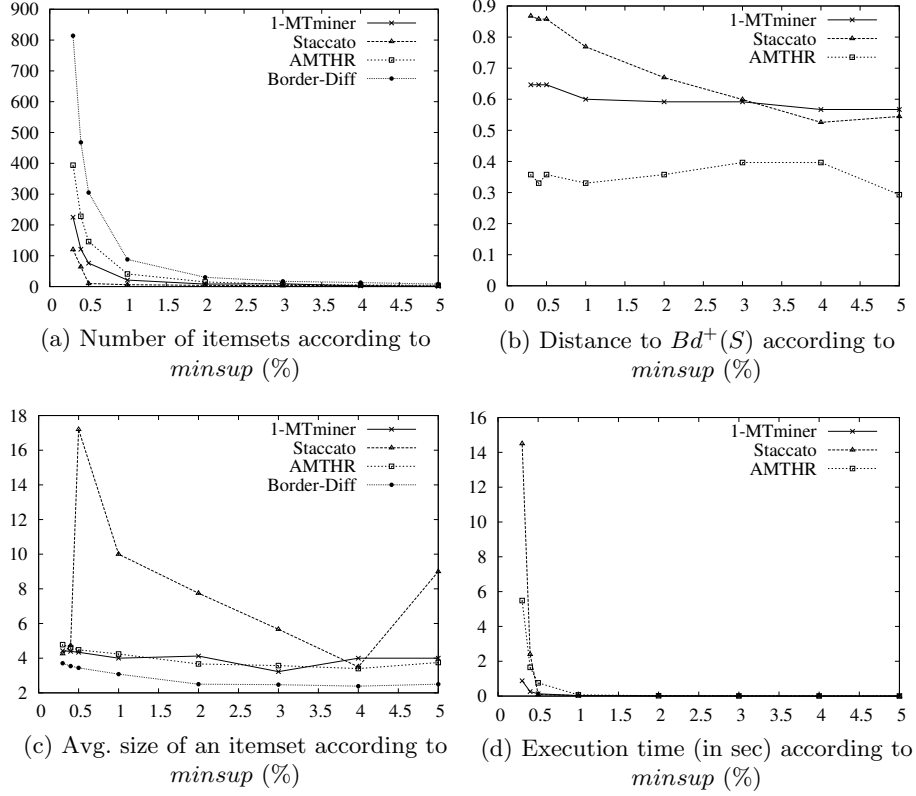 900
800
700
600
500
400
300
200
100
0
0 0.5 1 1.5 2 2.5 3 3.5 4 4.5 5
1-MTminer
Staccato
AMTHR
Border-Diff
(a) Number of itemsets according to
minsup (%)
0.9
0.8
0.7
0.6
0.5
0.4
0.3
0.2
0.1
0
0 0.5 1 1.5 2 2.5 3 3.5 4 4.5 5
1-MTminer
Staccato
AMTHR
(b) Distance to Bd⁺(S) according to
minsup (%)
18
16
14
12
10
8
6
4
2
0 0.5 1 1.5 2 2.5 3 3.5 4 4.5 5
1-MTminer
Staccato
AMTHR
Border-Diff
(c) Avg. size of an itemset according to
minsup (%)
16
14
12
10
8
6
4
2
0
0 0.5 1 1.5 2 2.5 3 3.5 4 4.5 5
1-MTminer
Staccato
AMTHR
(d) Execution time (in sec) according to
minsup (%)